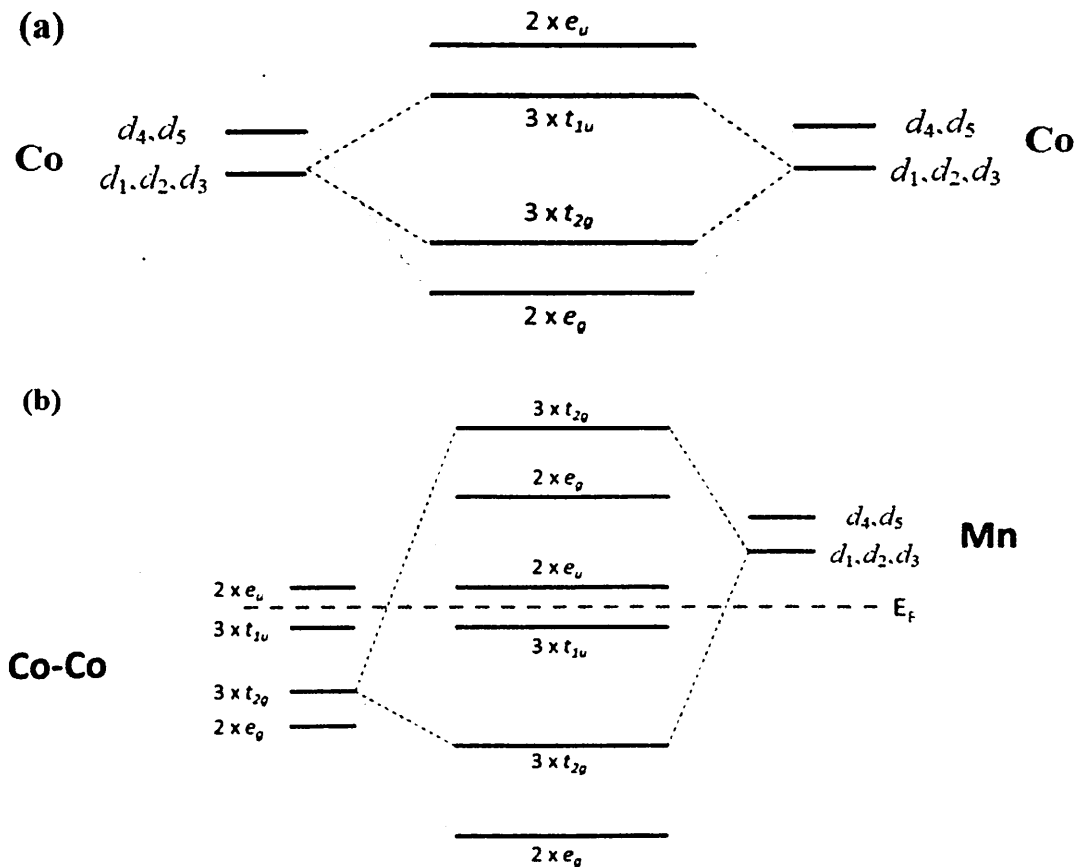 (a)
2 x e_u
d4、d5
3 x t_1u
d4、d5
Co
Co
d1、d2、d3
d1、d2、d3
3 x t_2g
2 x e_g
(b)
3 x t_2g
2 x e_g
d4、d5
Mn
d1、d2、d3
2 x e_u
2 x e_u
E_F
3 x t_1u
3 x t_1u
Co-Co
3 x t_2g
2 x e_g
3 x t_2g
2 x e_g